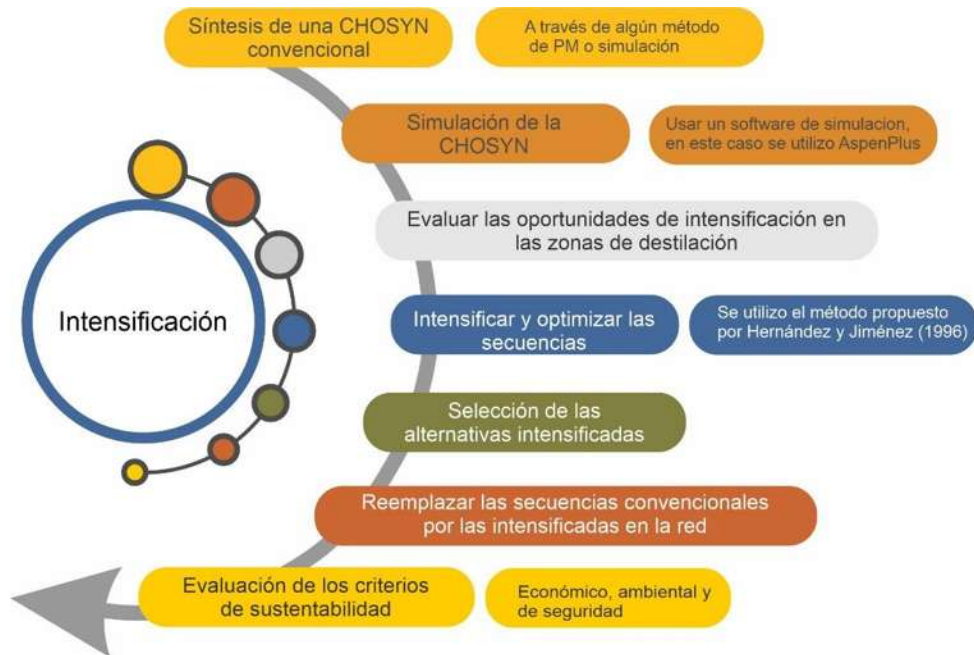 Síntesis de una CHOSYN
convencional
A través de algún método
de PM o simulación
Simulación de la
CHOSYN
Usar un software de simulacion,
en este caso se utilizo AspenPlus
Evaluar las oportunidades de intensificación en
las zonas de destilación
Intensificación
Intensificar y optimizar las
secuencias
Se utilizo el método propuesto
por Hernández y Jiménez (1996)
Selección de las
alternativas intensificadas
Reemplazar las secuencias convencionales
por las intensificadas en la red
Evaluación de los criterios
de sustentabilidad
Económico, ambiental y
de seguridad